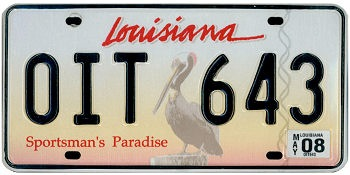 Louisiana
OIT 643
Sportsman's Paradise
LOUISIANA
MAY 08